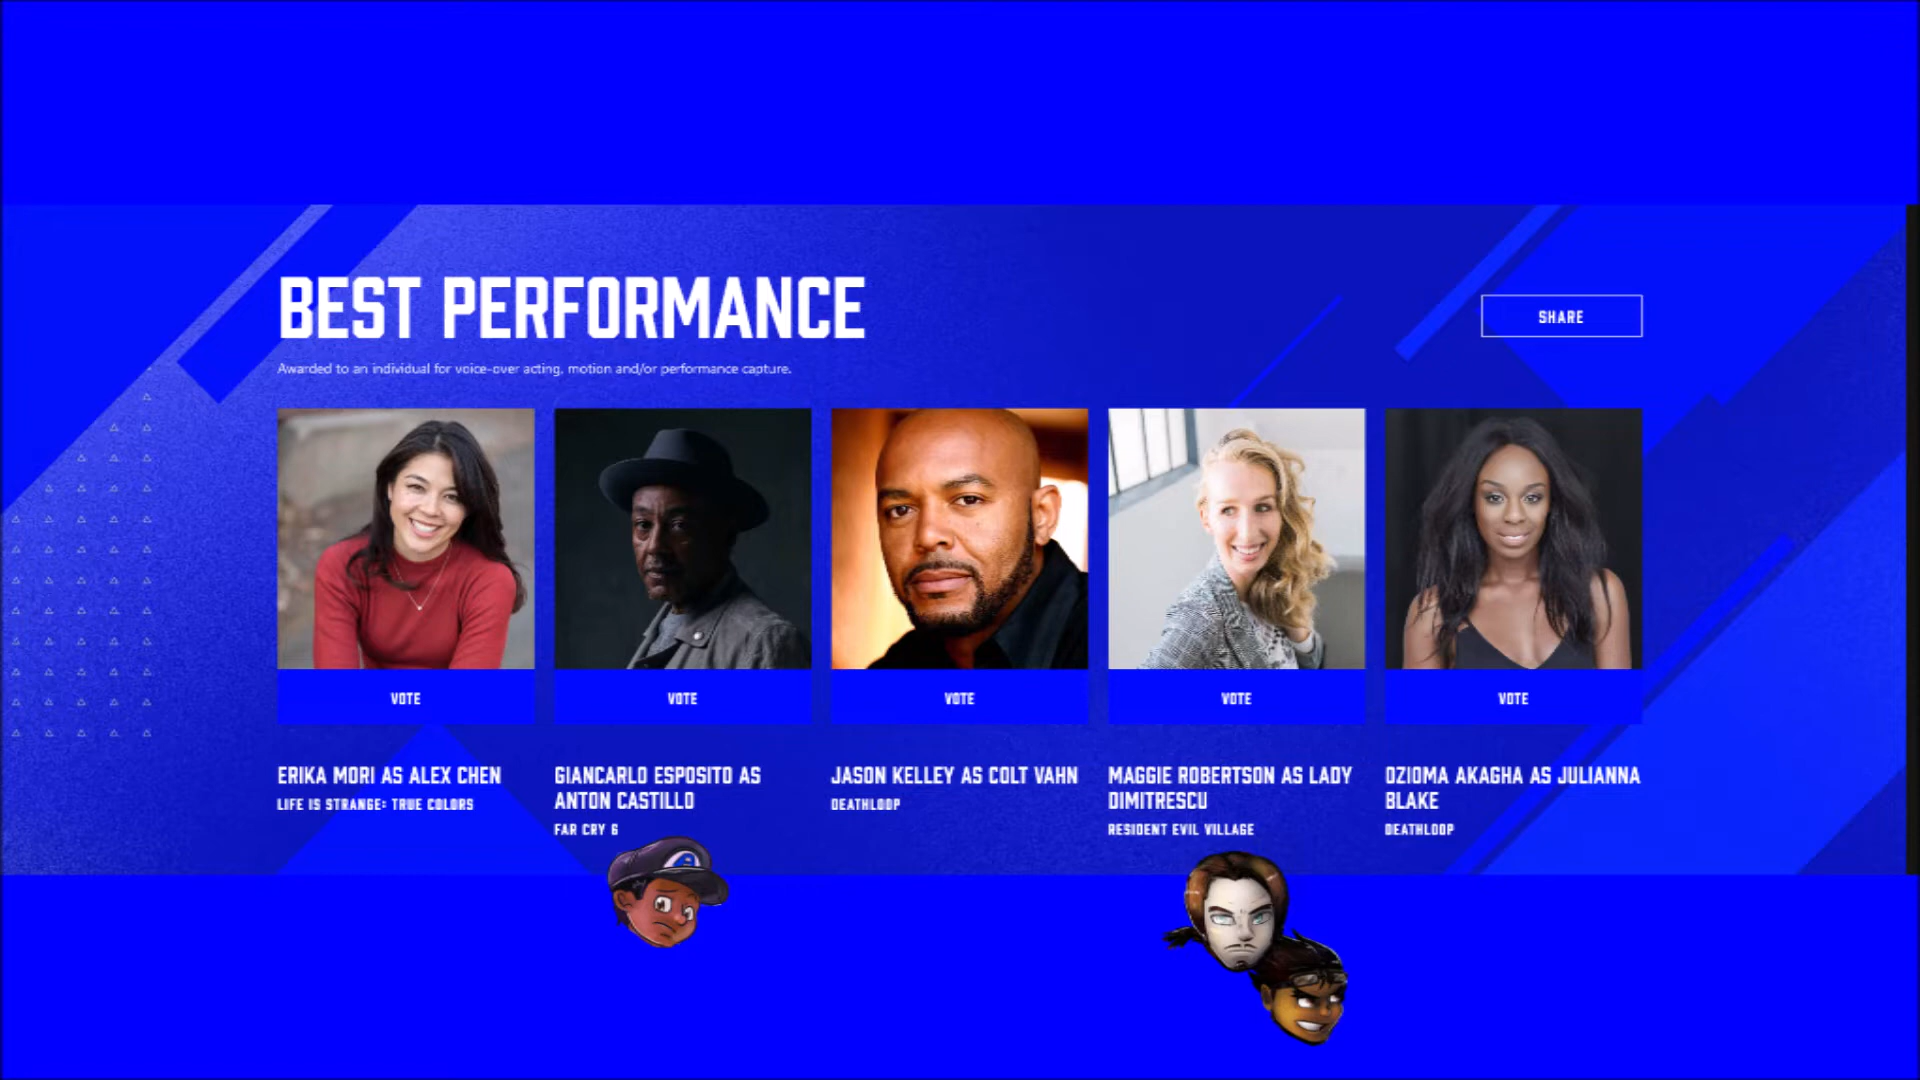 BEST PERFORMANCE
SHARE
Awarded to an individual for voice-over acting, motion and/or performance capture.
VOTE
VOTE
VOTE
VOTE
VOTE
ERIKA MORI AS ALEX CHEN
LIFE IS STRANGE: TRUE COLORS
GIANCARLO ESPOSITO AS
ANTON CASTILLO
FAR CRY 6
JASON KELLEY AS COLT VAHN
DEATHLOOP
MAGGIE ROBERTSON AS LADY
DIMITRESCU
RESIDENT EVIL VILLAGE
OZIOMA AKAGHA AS JULIANNA
BLAKE
DEATHLOOP